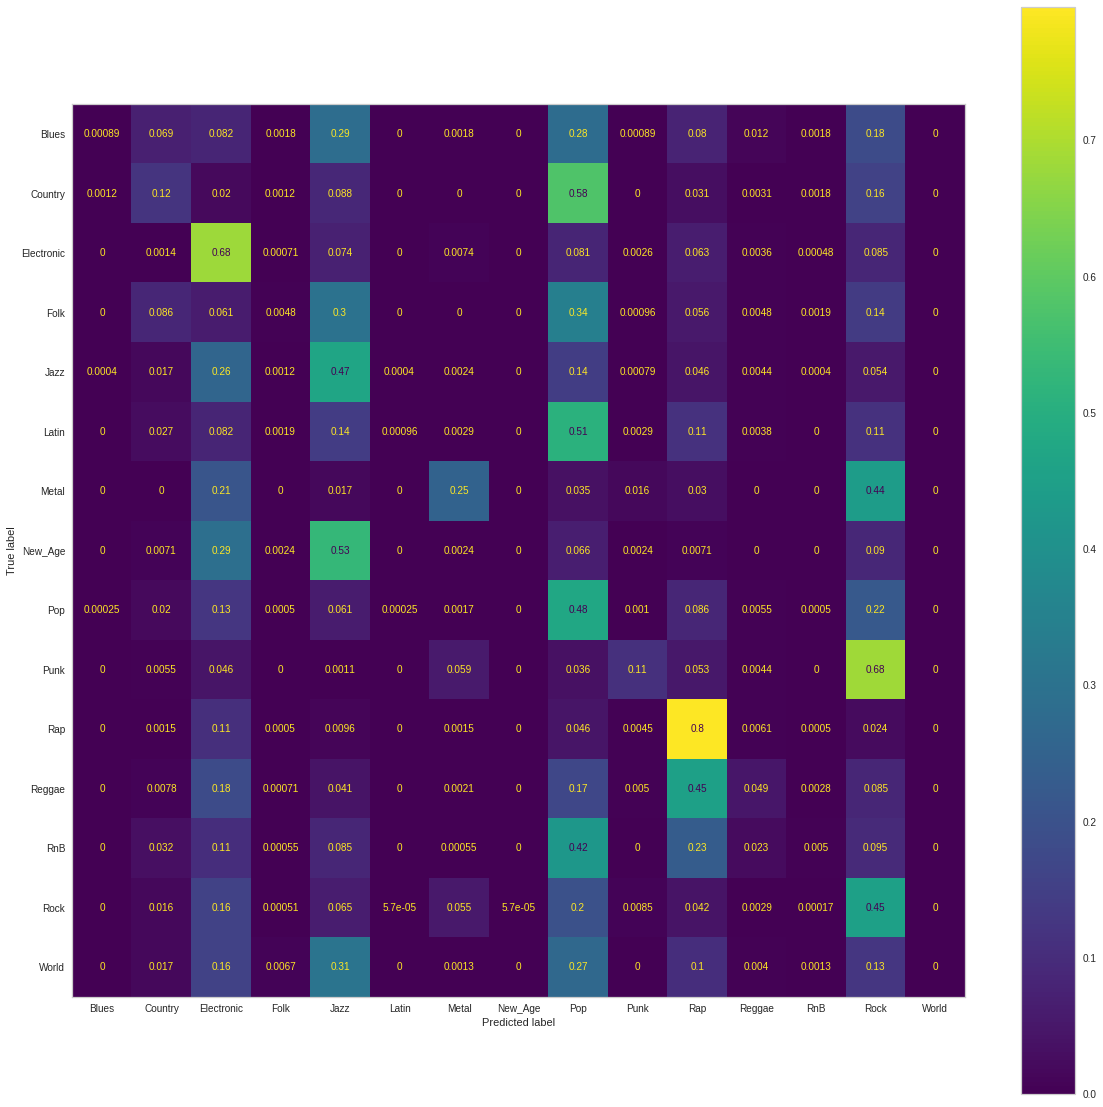 Blues 0.00089 0.069 0.082 0.0018 0.29 0 0.0018 0 0.28 0.00089 0.08 0.012 0.0018 0.18 0
Country 0.0012 0.12 0.02 0.0012 0.088 0 0 0 0.58 0 0.031 0.0031 0.0018 0.16 0
Electronic 0 0.0014 0.68 0.00071 0.074 0 0.0074 0 0.081 0.0026 0.063 0.0036 0.00048 0.085 0
Folk 0 0.086 0.061 0.0048 0.3 0 0 0 0.34 0.00096 0.056 0.0048 0.0019 0.14 0
Jazz 0.0004 0.017 0.26 0.0012 0.47 0.0004 0.0024 0 0.14 0.00079 0.046 0.0044 0.0004 0.054 0
Latin 0 0.027 0.082 0.0019 0.14 0.00096 0.0029 0 0.51 0.0029 0.11 0.0038 0 0.11 0
Metal 0 0 0.21 0 0.017 0 0.25 0 0.035 0.016 0.03 0 0 0.44 0
New_Age 0 0.0071 0.29 0.0024 0.53 0 0.0024 0 0.066 0.0024 0.0071 0 0 0.09 0
Pop 0.00025 0.02 0.13 0.0005 0.061 0.00025 0.0017 0 0.48 0.001 0.086 0.0055 0.0005 0.22 0
Punk 0 0.0055 0.046 0 0.0011 0 0.059 0 0.036 0.11 0.053 0.0044 0 0.68 0
Rap 0 0.0015 0.11 0.0005 0.0096 0 0.0015 0 0.046 0.0045 0.8 0.0061 0.0005 0.024 0
Reggae 0 0.0078 0.18 0.00071 0.041 0 0.0021 0 0.17 0.005 0.45 0.049 0.0028 0.085 0
RnB 0 0.032 0.11 0.00055 0.085 0 0.00055 0 0.42 0 0.23 0.023 0.005 0.095 0
Rock 0 0.016 0.16 0.00051 0.065 5.7e-05 0.055 5.7e-05 0.2 0.0085 0.042 0.0029 0.00017 0.45 0
World 0 0.017 0.16 0.0067 0.31 0 0.0013 0 0.27 0 0.1 0.004 0.0013 0.13 0
Blues Country Electronic Folk Jazz Latin Metal New_Age Pop Punk Rap Reggae RnB Rock World
Predicted label
True label
0.7
0.6
0.5
0.4
0.3
0.2
0.1
0.0